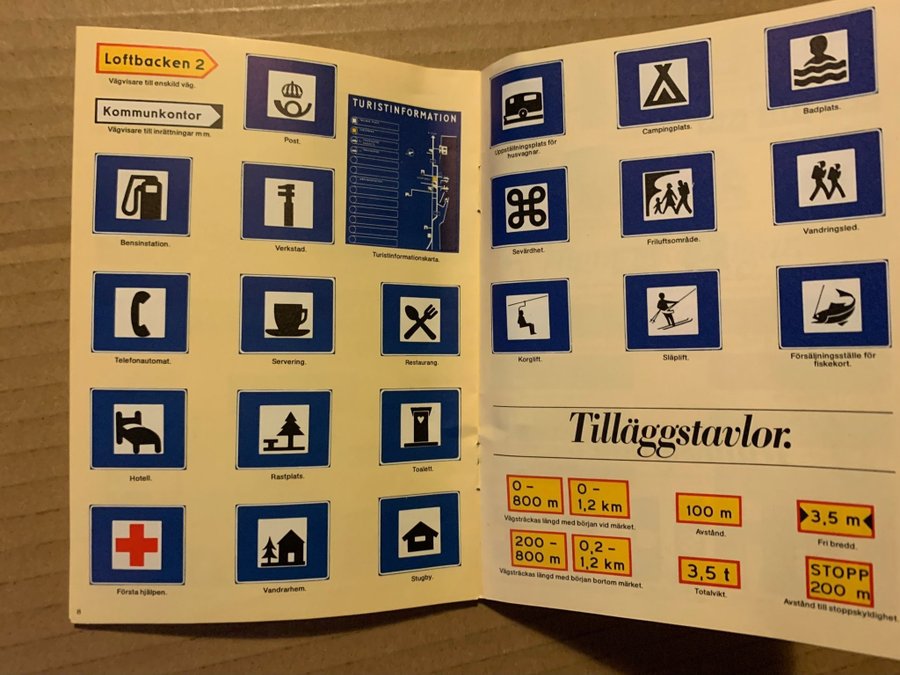 Loftbacken 2
Vägvisare till enskild väg.
Kommunkontor
Vägvisare till inrättningar m m.
Post.
TURISTINFORMATION
Turistinformationskarta.
Bensinstation.
Verkstad.
Telefonautomat.
Servering.
Restaurang.
Hotell.
Rastplats.
Toalett.
Första hjälpen.
Vandrarhem.
Stugby.
8
Uppställningsplats för
husvagnar.
Campingplats.
Badplats.
Sevärdhet.
Friluftsområde.
Vandringsled.
Korglift.
Släplift.
Försäljningsställe för
fiskekort.
Tilläggstavlor.
0 –
800 m
0 –
1,2 km
Vägsträckas längd med början vid märket.
100 m
Avstånd.
3,5 m
Fri bredd.
200 –
800 m
0,2 –
1,2 km
Vägsträckas längd med början bortom märket.
3,5 t
Totalvikt.
STOPP
200 m
Avstånd till stoppskyldighet